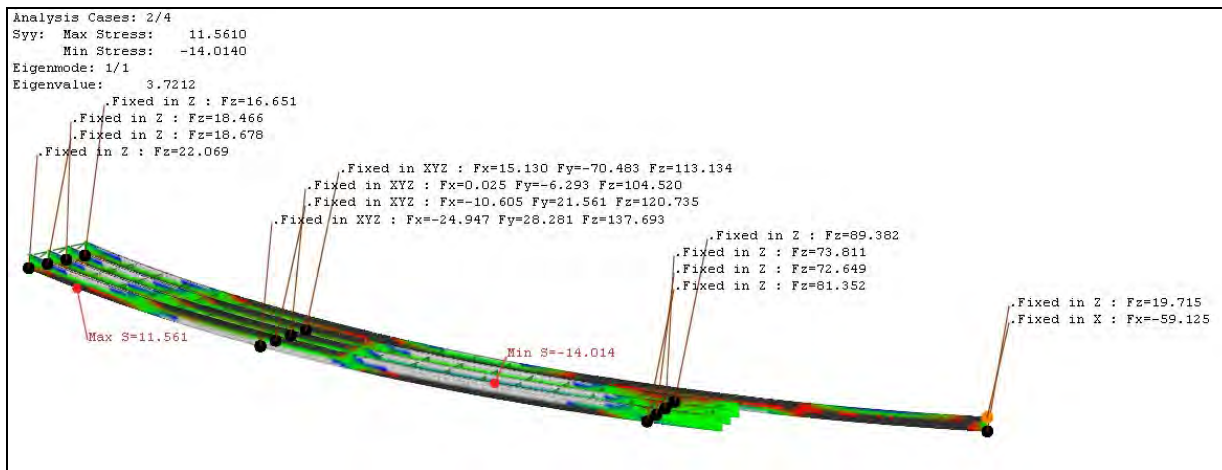 Analysis Cases: 2/4
Syy:  Max Stress:    11.5610
Min Stress:   -14.0140
Eigenmode: 1/1
Eigenvalue:     3.7212
.Fixed in Z : Fz=16.651
.Fixed in Z : Fz=18.466
.Fixed in Z : Fz=18.678
.Fixed in Z : Fz=22.069
.Fixed in XYZ : Fx=15.130 Fy=-70.483 Fz=113.134
.Fixed in XYZ : Fx=0.025 Fy=-6.293 Fz=104.520
.Fixed in XYZ : Fx=-10.605 Fy=21.561 Fz=120.735
.Fixed in XYZ : Fx=-24.947 Fy=28.281 Fz=137.693
.Fixed in Z : Fz=89.382
.Fixed in Z : Fz=73.811
.Fixed in Z : Fz=72.649
.Fixed in Z : Fz=81.352
.Fixed in Z : Fz=19.715
.Fixed in X : Fx=-59.125
Max S=11.561
Min S=-14.014